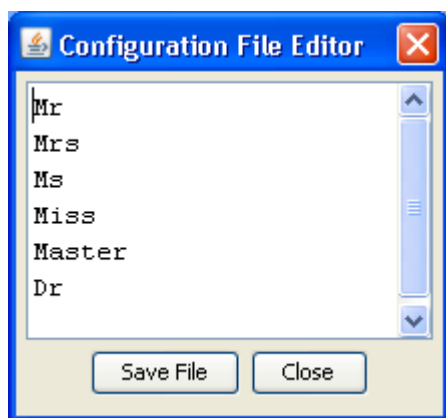 Configuration File Editor
Mr
Mrs
Ms
Miss
Master
Dr
Save File Close